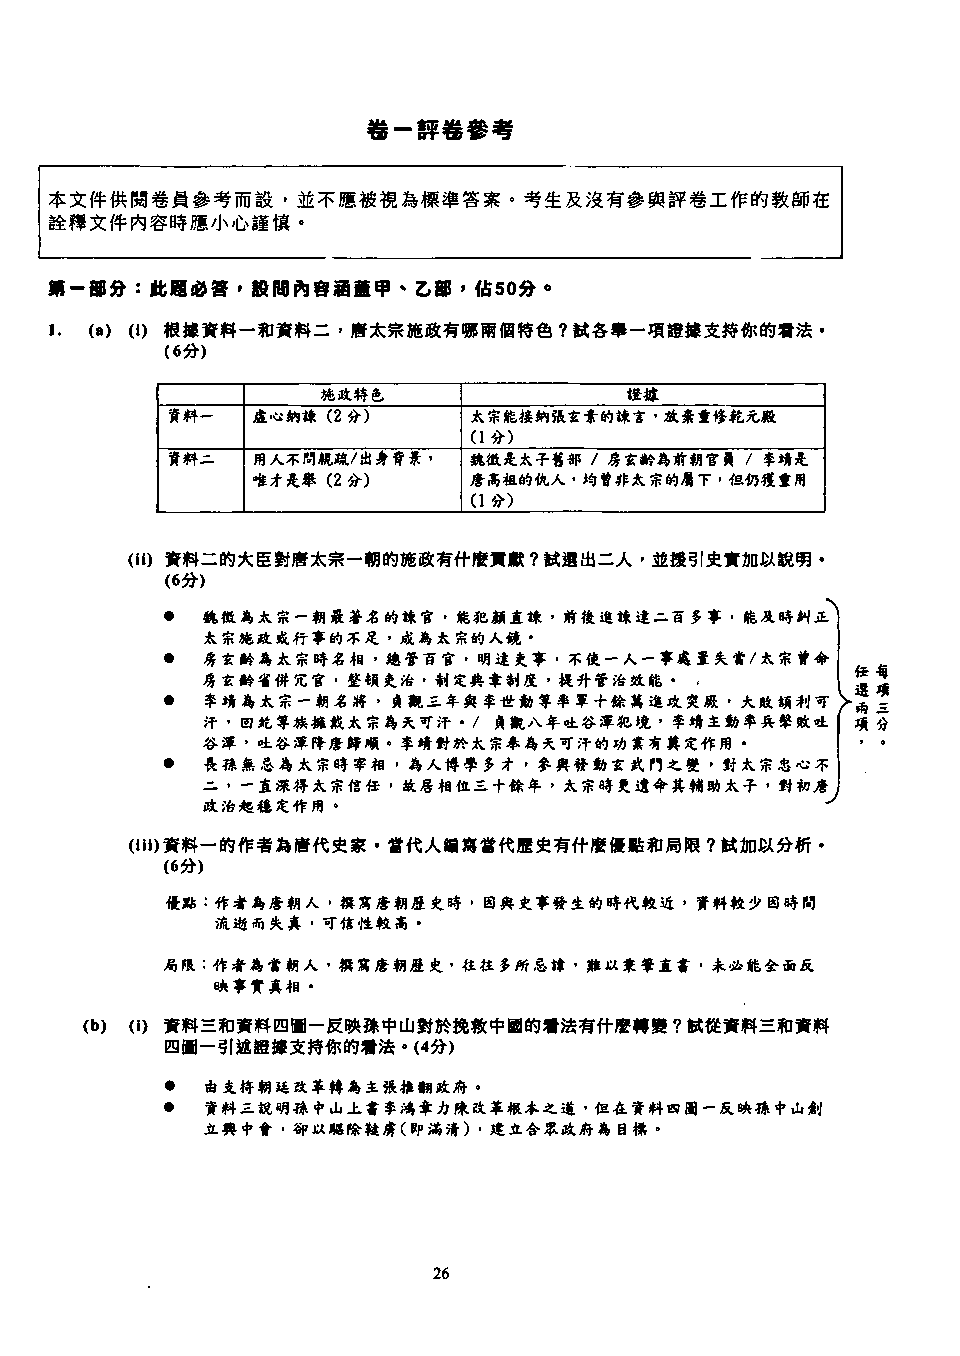 卷一評卷參考
本文件供閱卷員參考而設，並不應被視為標準答案。考生及沒有參與評卷工作的教師在
詮釋文件內容時應小心謹慎。
第一部分：此題必答，設問內容涵蓋甲、乙部，佔50分。
1. (a) (i) 根據資料一和資料二，唐太宗施政有哪兩個特色？試各舉一項證據支持你的看法。
(6分)
施政特色 證據
資料一 虛心納諫 (2 分) 太宗能接納張玄素的諫言，放棄重修乾元殿
(1 分)
資料二 用人不問親疏/出身背景， 魏徵是太子舊部 / 房玄齡為前朝官員 / 李靖是
唯才是舉 (2 分) 唐高祖的仇人，均曾非太宗的屬下，但仍獲重用
(1 分)
(ii) 資料二的大臣對唐太宗一朝的施政有什麼貢獻？試選出二人，並援引史實加以說明。
(6分)
● 魏徵為太宗一朝最著名的諫官，能犯顏直諫，前後進諫達二百多事，能及時糾正
太宗施政或行事的不足，成為太宗的人鏡。
● 房玄齡為太宗時名相，總管百官，明達吏事，不使一人一事處置失當/太宗曾命
房玄齡省併冗官，整頓吏治，制定典章制度，提升管治效能。
● 李靖為太宗一朝名將，貞觀三年與李世勣等率軍十餘萬進攻突厥，大敗頡利可
汗，回紇等族擁戴太宗為天可汗。/ 貞觀八年吐谷渾犯境，李靖主動率兵擊敗吐
谷渾，吐谷渾降唐歸順。李靖對於太宗奉為天可汗的功業有奠定作用。
● 長孫無忌為太宗時宰相，為人博學多才，參與發動玄武門之變，對太宗忠心不
二，一直深得太宗信任，故居相位三十餘年，太宗時更遺命其輔助太子，對初唐
政治起穩定作用。
每項三分。
任選兩項，
(iii) 資料一的作者為唐代史家。當代人編寫當代歷史有什麼優點和局限？試加以分析。
(6分)
優點：作者為唐朝人，撰寫唐朝歷史時，因與史事發生的時代較近，資料較少因時間
流逝而失真，可信性較高。
局限：作者為當朝人，撰寫唐朝歷史，往往多所忌諱，難以秉筆直書，未必能全面反
映事實真相。
(b) (i) 資料三和資料四圖一反映孫中山對於挽救中國的看法有什麼轉變？試從資料三和資料
四圖一引述證據支持你的看法。(4分)
● 由支持朝廷改革轉為主張推翻政府。
● 資料三說明孫中山上書李鴻章力陳改革根本之道，但在資料四圖一反映孫中山創
立興中會，卻以驅除韃虜(即滿清)，建立合眾政府為目標。
26